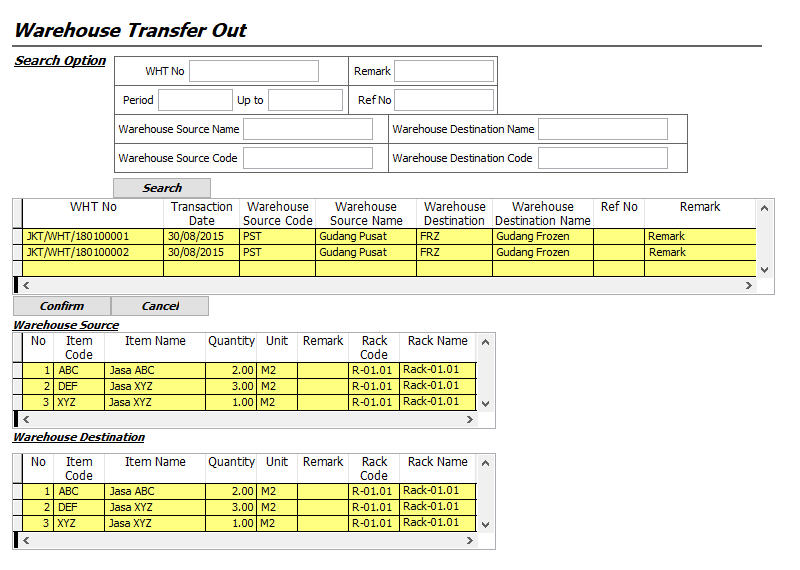 Warehouse Transfer Out
Search Option
WHT No Remark
Period Up to Ref No
Warehouse Source Name Warehouse Destination Name
Warehouse Source Code Warehouse Destination Code
Search
WHT No Transaction Date Warehouse Source Code Warehouse Source Name Warehouse Destination Warehouse Destination Name Ref No Remark
JKT/WHT/180100001 30/08/2015 PST Gudang Pusat FRZ Gudang Frozen Remark
JKT/WHT/180100002 30/08/2015 PST Gudang Pusat FRZ Gudang Frozen Remark
Confirm Cancel
Warehouse Source
No Item Code Item Name Quantity Unit Remark Rack Code Rack Name
1 ABC Jasa ABC 2.00 M2 R-01.01 Rack-01.01
2 DEF Jasa XYZ 3.00 M2 R-01.01 Rack-01.01
3 XYZ Jasa XYZ 1.00 M2 R-01.01 Rack-01.01
Warehouse Destination
No Item Code Item Name Quantity Unit Remark Rack Code Rack Name
1 ABC Jasa ABC 2.00 M2 R-01.01 Rack-01.01
2 DEF Jasa XYZ 3.00 M2 R-01.01 Rack-01.01
3 XYZ Jasa XYZ 1.00 M2 R-01.01 Rack-01.01